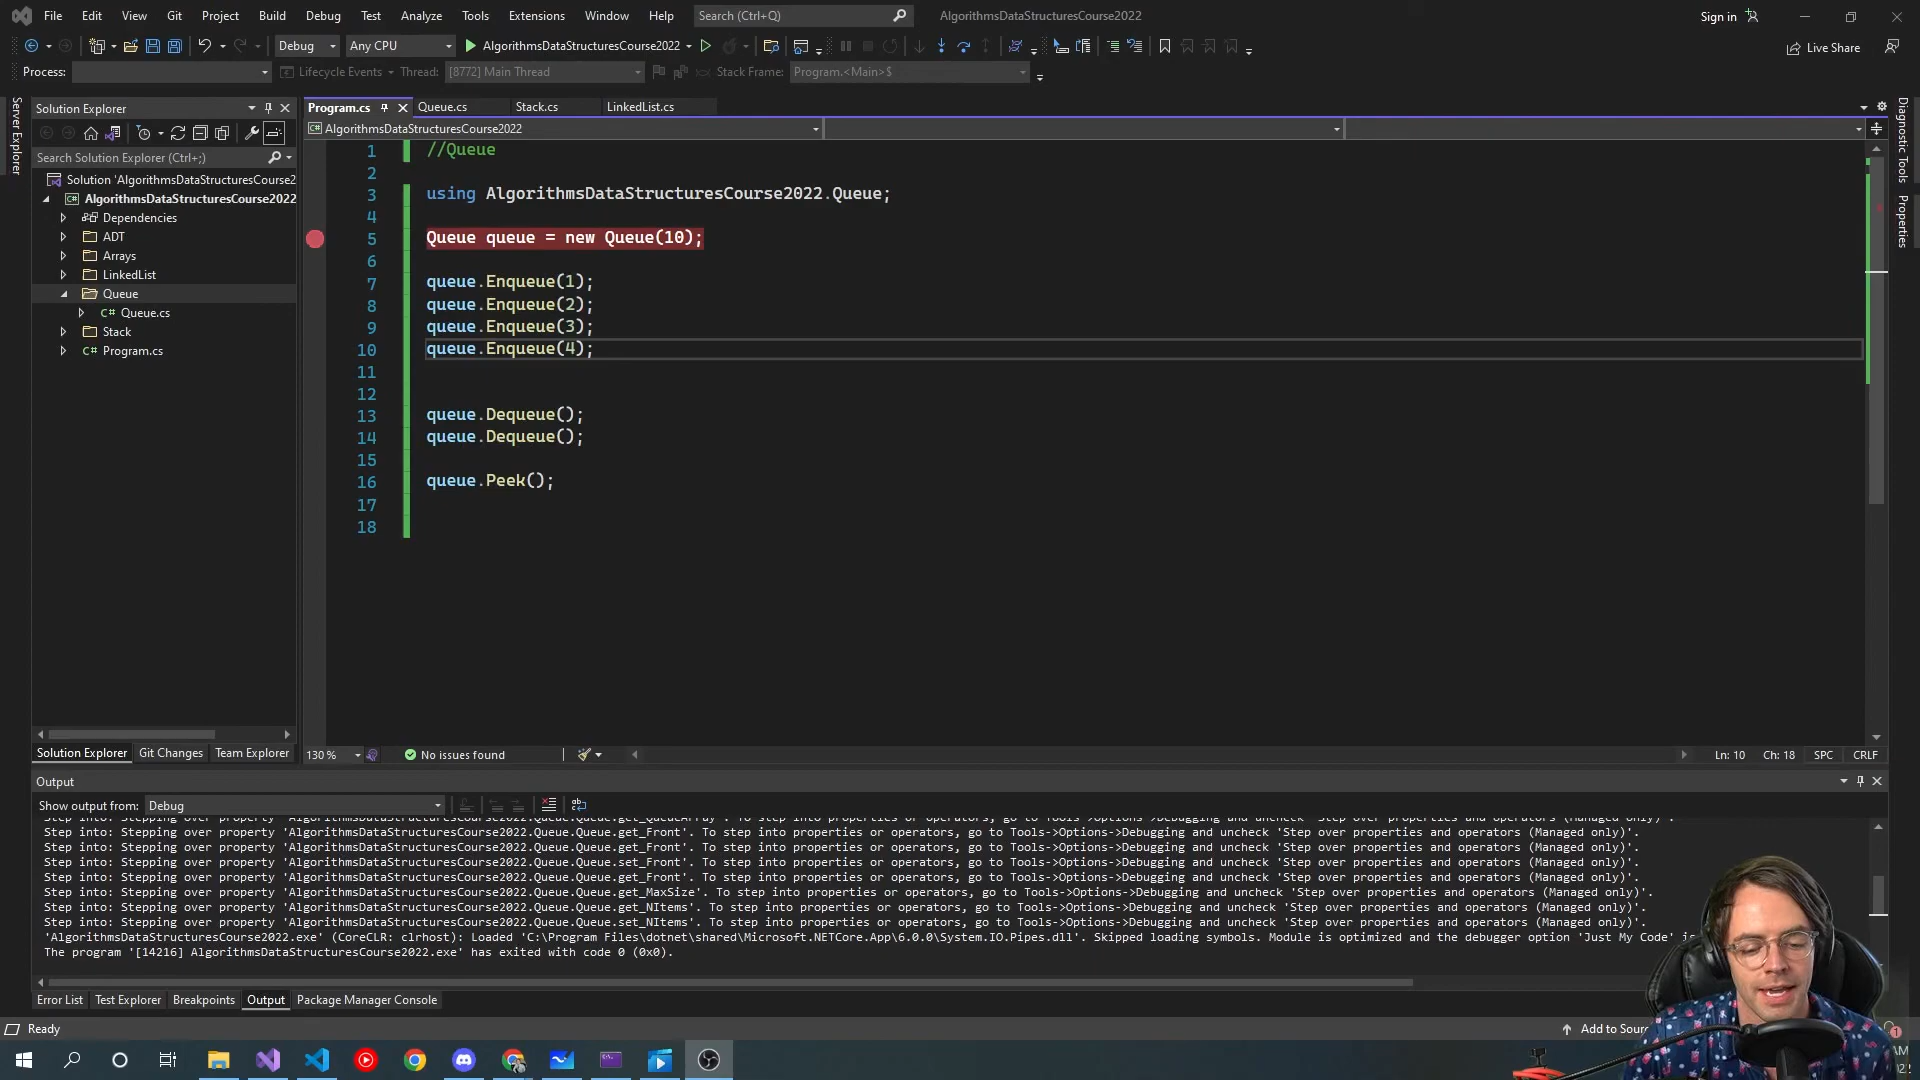 File Edit View Git Project Build Debug Test Analyze Tools Extensions Window Help Search (Ctrl+Q) AlgorithmsDataStructuresCourse2022 Sign in
Debug Any CPU AlgorithmsDataStructuresCourse2022 Live Share
Process: Lifecycle Events Thread: [8772] Main Thread Stack Frame: Program.<Main>$
Server Explorer
Solution Explorer
Search Solution Explorer (Ctrl+;)
Solution 'AlgorithmsDataStructuresCourse2
AlgorithmsDataStructuresCourse2022
Dependencies
ADT
Arrays
LinkedList
Queue
C# Queue.cs
Stack
C# Program.cs
Solution Explorer Git Changes Team Explorer
Program.cs Queue.cs Stack.cs LinkedList.cs
C# AlgorithmsDataStructuresCourse2022
1 //Queue
2
3 using AlgorithmsDataStructuresCourse2022.Queue;
4
5 Queue queue = new Queue(10);
6
7 queue.Enqueue(1);
8 queue.Enqueue(2);
9 queue.Enqueue(3);
10 queue.Enqueue(4);
11
12
13 queue.Dequeue();
14 queue.Dequeue();
15
16 queue.Peek();
17
18
130 % No issues found Ln: 10 Ch: 18 SPC CRLF
Diagnostic Tools
Properties
Output
Show output from: Debug
Step into: Stepping over property 'AlgorithmsDataStructuresCourse2022.Queue.Queue.get_QueueArray'. To step into properties or operators, go to Tools->Options->Debugging and uncheck 'Step over properties and operators (Managed only)'.
Step into: Stepping over property 'AlgorithmsDataStructuresCourse2022.Queue.Queue.get_Front'. To step into properties or operators, go to Tools->Options->Debugging and uncheck 'Step over properties and operators (Managed only)'.
Step into: Stepping over property 'AlgorithmsDataStructuresCourse2022.Queue.Queue.get_Front'. To step into properties or operators, go to Tools->Options->Debugging and uncheck 'Step over properties and operators (Managed only)'.
Step into: Stepping over property 'AlgorithmsDataStructuresCourse2022.Queue.Queue.set_Front'. To step into properties or operators, go to Tools->Options->Debugging and uncheck 'Step over properties and operators (Managed only)'.
Step into: Stepping over property 'AlgorithmsDataStructuresCourse2022.Queue.Queue.get_Front'. To step into properties or operators, go to Tools->Options->Debugging and uncheck 'Step over properties and operators (Managed only)'.
Step into: Stepping over property 'AlgorithmsDataStructuresCourse2022.Queue.Queue.get_MaxSize'. To step into properties or operators, go to Tools->Options->Debugging and uncheck 'Step over properties and operators (Managed only)'.
Step into: Stepping over property 'AlgorithmsDataStructuresCourse2022.Queue.Queue.get_NItems'. To step into properties or operators, go to Tools->Options->Debugging and uncheck 'Step over properties and operators (Managed only)'.
Step into: Stepping over property 'AlgorithmsDataStructuresCourse2022.Queue.Queue.get_NItems'. To step into properties or operators, go to Tools->Options->Debugging and uncheck 'Step over properties and operators (Managed only)'.
'AlgorithmsDataStructuresCourse2022.exe' (CoreCLR: clrhost): Loaded 'C:\Program Files\dotnet\shared\Microsoft.NETCore.App\6.0.0\System.IO.Pipes.dll'. Skipped loading symbols. Module is optimized and the debugger option 'Just My Code' i
The program '[14216] AlgorithmsDataStructuresCourse2022.exe' has exited with code 0 (0x0).
Error List Test Explorer Breakpoints Output Package Manager Console
Ready Add to Sour 1
AM